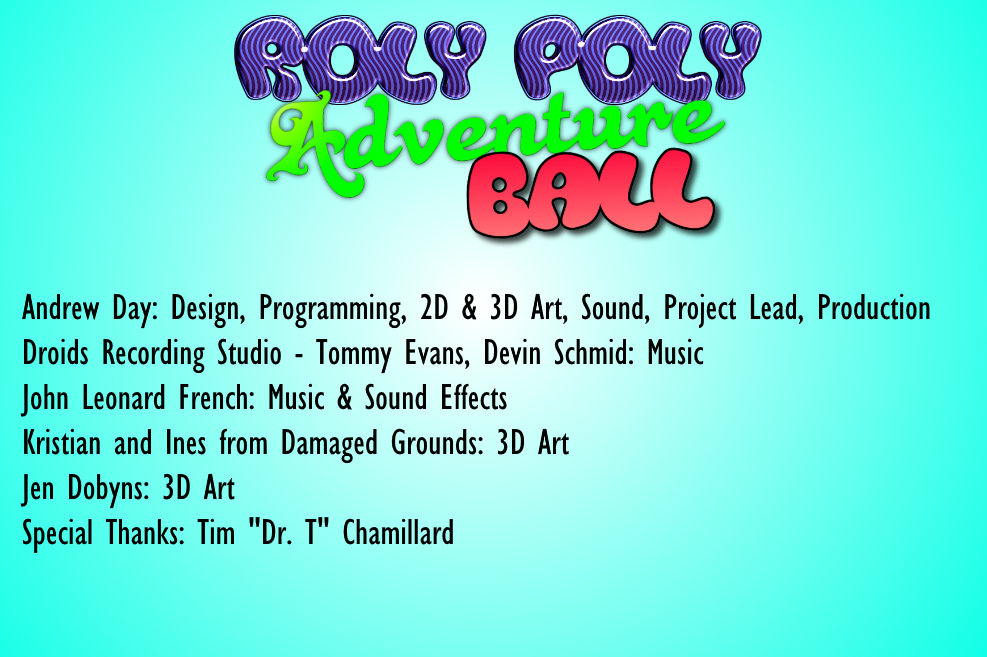 ROLY POLY
Adventure
BALL
Andrew Day: Design, Programming, 2D & 3D Art, Sound, Project Lead, Production
Droids Recording Studio - Tommy Evans, Devin Schmid: Music
John Leonard French: Music & Sound Effects
Kristian and Ines from Damaged Grounds: 3D Art
Jen Dobyns: 3D Art
Special Thanks: Tim "Dr. T" Chamillard